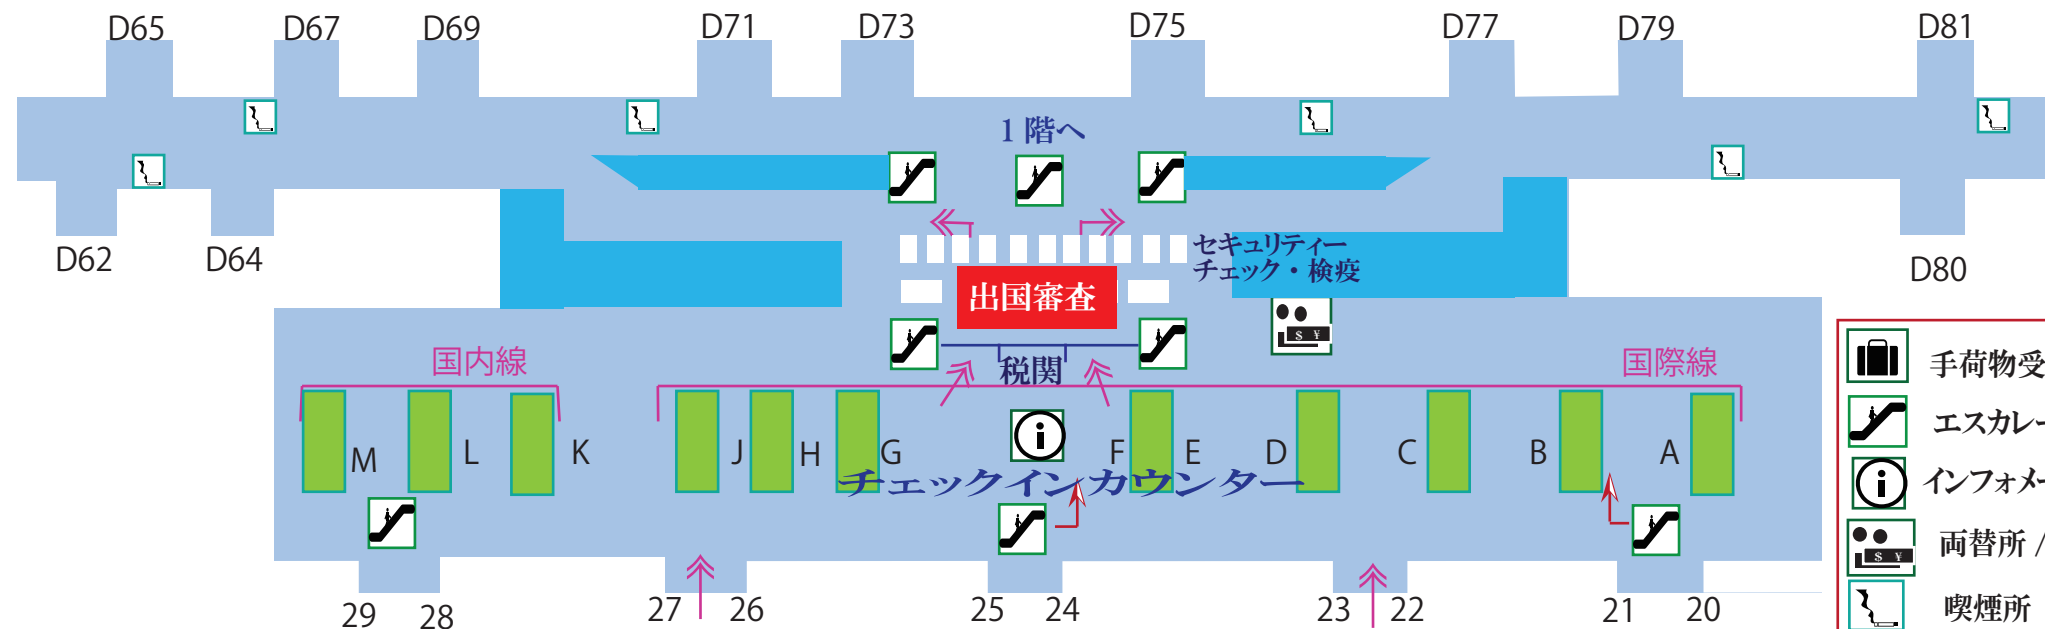 D65
D67
D69
D71
D73
D75
D77
D79
D81
1階へ
D62
D64
D80
セキュリティー
チェック・検疫
出国審査
$ ¥
税関
国内線
国際線
M
L
K
J
H
G
F
E
D
C
B
A
チェックインカウンター
29
28
27
26
25
24
23
22
21
20
手荷物受
エスカレー
インフォメー
$ ¥
両替所 /
喫煙所